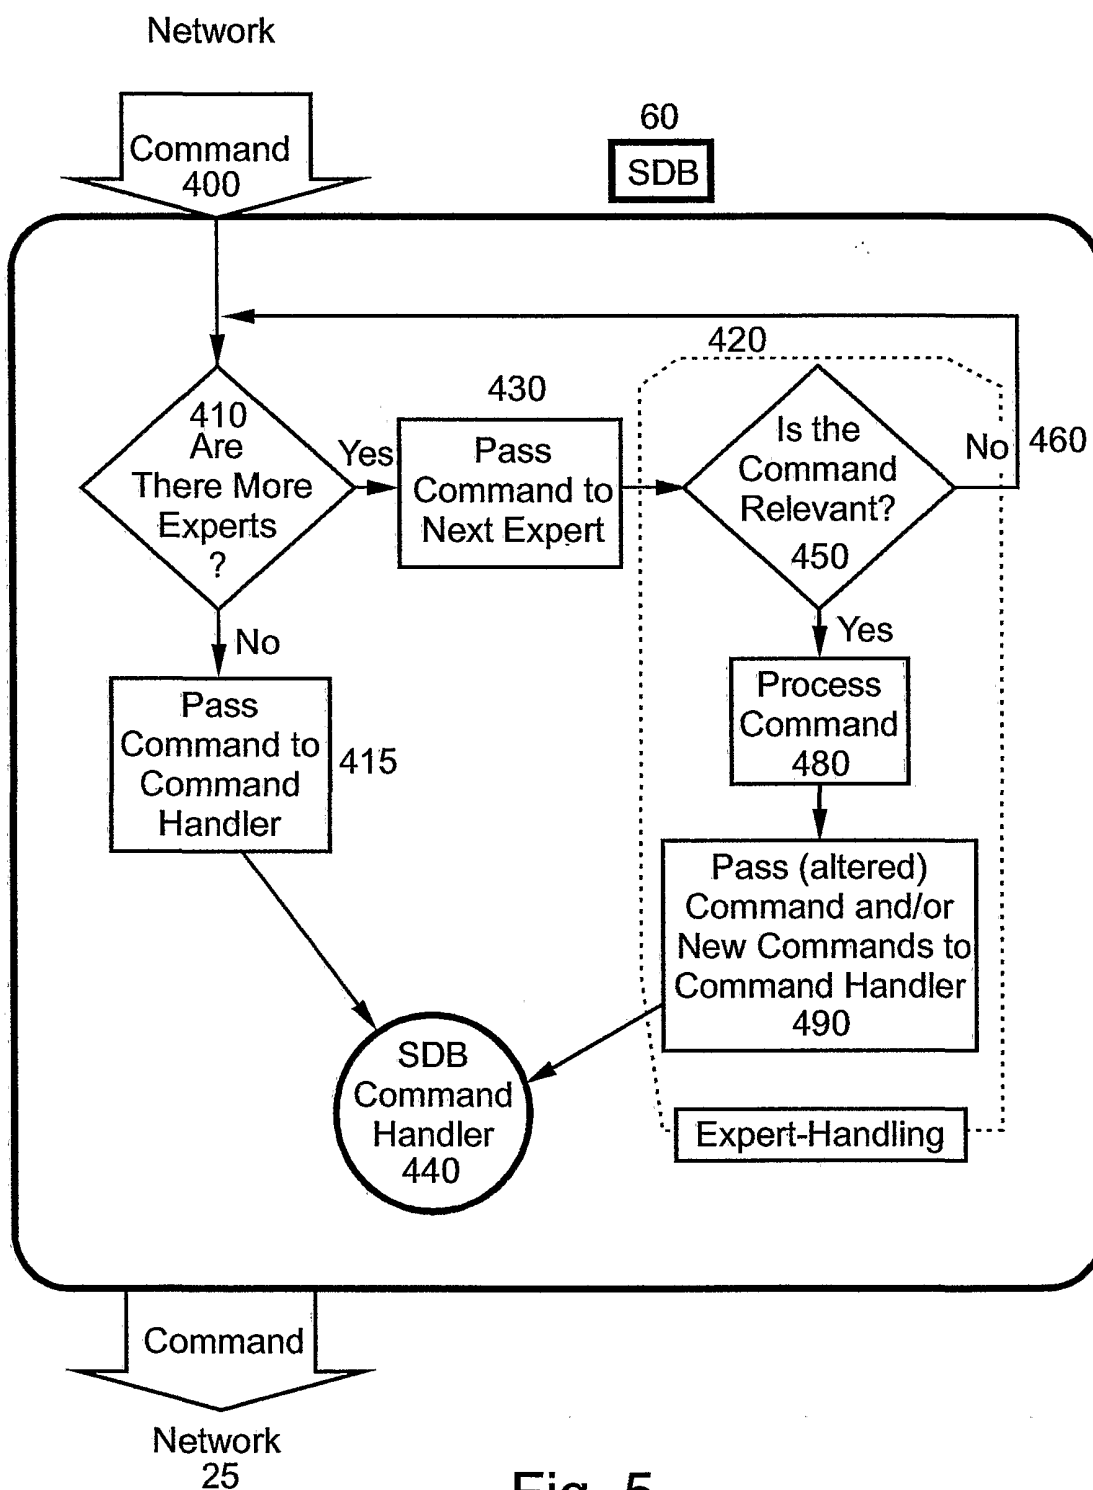 Network
Command
400
60
SDB
420
430
410
Are
There More
Experts
?
Yes
Pass
Command to
Next Expert
Is the
Command
Relevant?
450
No
460
No
Yes
Pass
Command to
Command
Handler
415
Process
Command
480
Pass (altered)
Command and/or
New Commands to
Command Handler
490
SDB
Command
Handler
440
Expert-Handling
Command
Network
25
Fig. 5